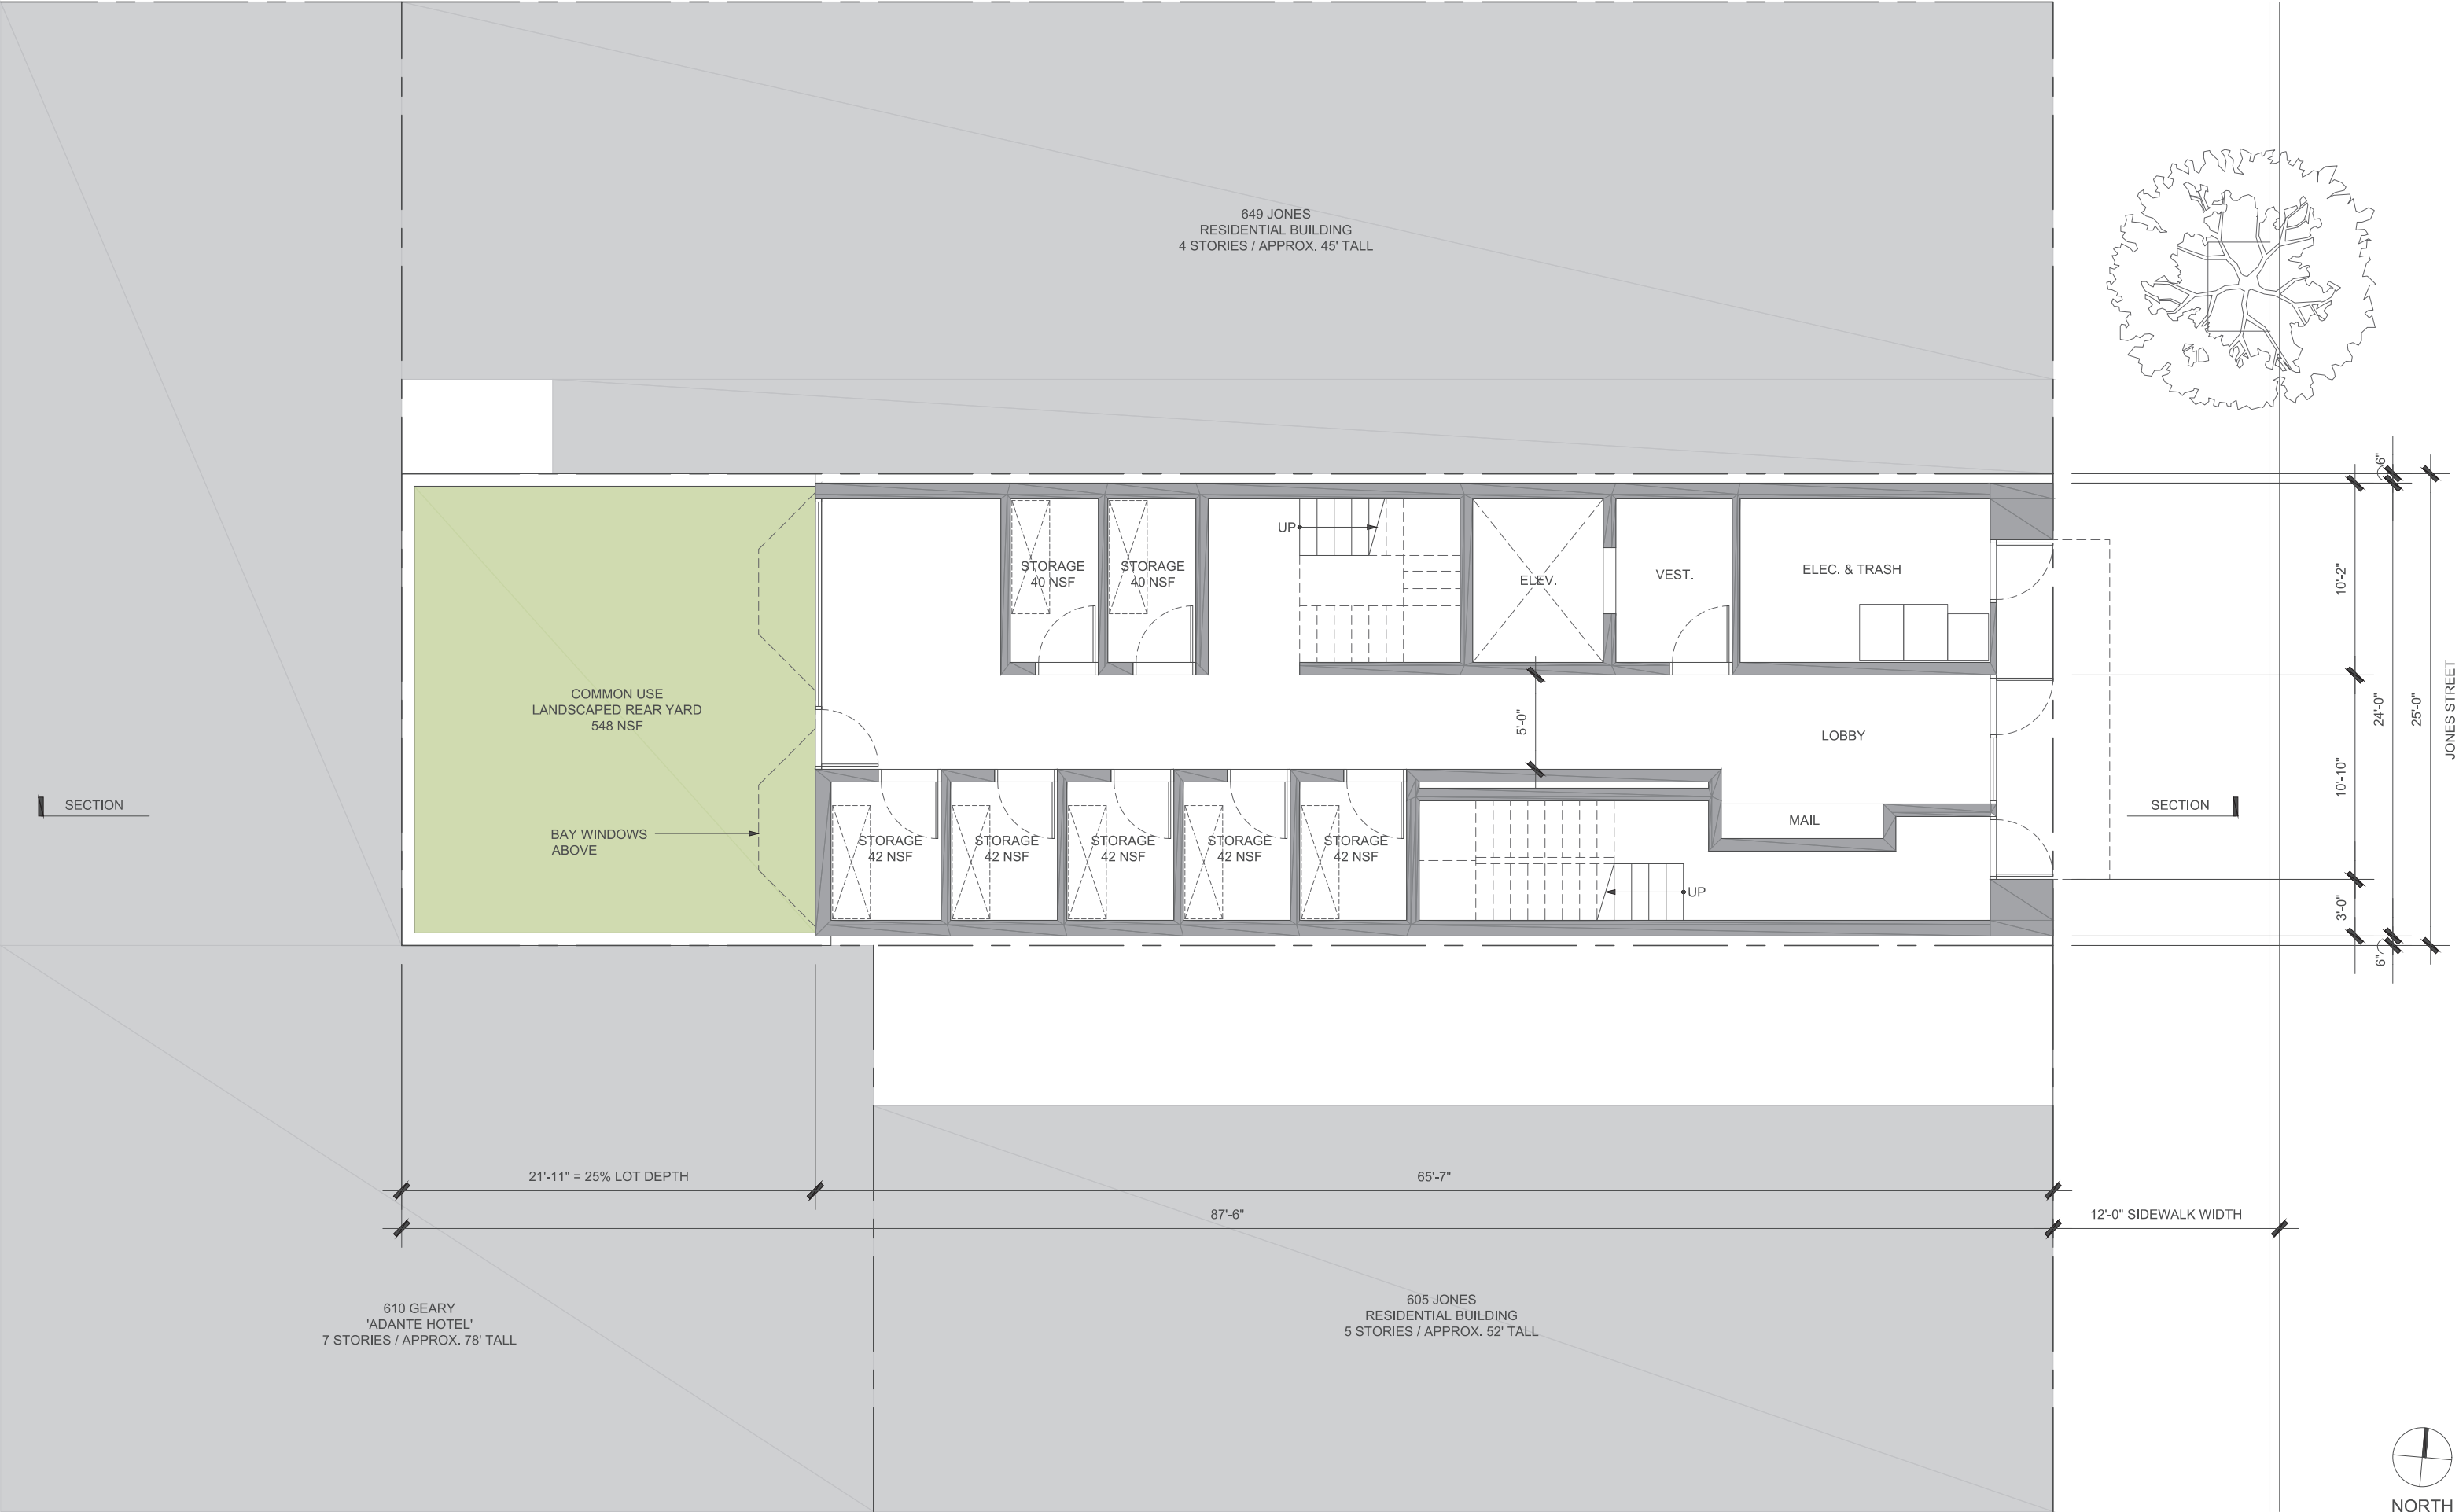 649 JONES
RESIDENTIAL BUILDING
4 STORIES / APPROX. 45' TALL
6"
UP
STORAGE
40 NSF
STORAGE
40 NSF
ELEV.
VEST.
ELEC. & TRASH
10'-2"
COMMON USE
LANDSCAPED REAR YARD
548 NSF
5'-0"
LOBBY
24'-0"
25'-0"
JONES STREET
10'-10"
SECTION
BAY WINDOWS
ABOVE
STORAGE
42 NSF
STORAGE
42 NSF
STORAGE
42 NSF
STORAGE
42 NSF
STORAGE
42 NSF
MAIL
UP
SECTION
3'-0"
6"
21'-11" = 25% LOT DEPTH
65'-7"
87'-6"
12'-0" SIDEWALK WIDTH
610 GEARY
'ADANTE HOTEL'
7 STORIES / APPROX. 78' TALL
605 JONES
RESIDENTIAL BUILDING
5 STORIES / APPROX. 52' TALL
NORTH